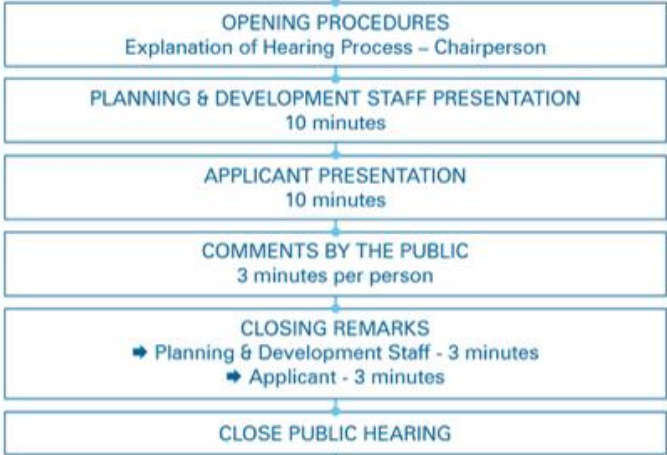 OPENING PROCEDURES
Explanation of Hearing Process – Chairperson
PLANNING & DEVELOPMENT STAFF PRESENTATION
10 minutes
APPLICANT PRESENTATION
10 minutes
COMMENTS BY THE PUBLIC
3 minutes per person
CLOSING REMARKS
➡ Planning & Development Staff - 3 minutes
➡ Applicant - 3 minutes
CLOSE PUBLIC HEARING